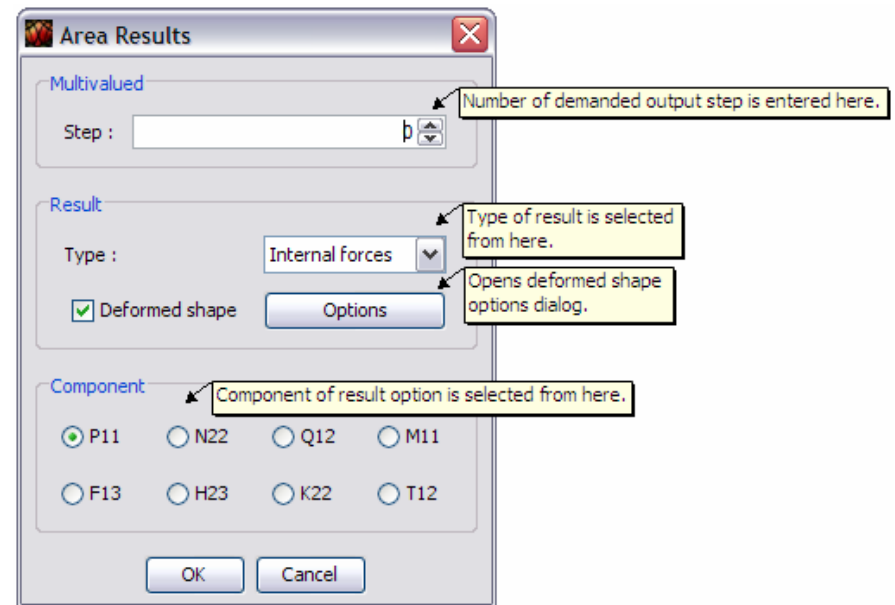 Area Results
Multivalued
Number of demanded output step is entered here.
Step :
Result
Type of result is selected
from here.
Type :
Internal forces
Opens deformed shape
options dialog.
Deformed shape
Options
Component
Component of result option is selected from here.
P11 N22 Q12 M11
F13 H23 K22 T12
OK Cancel